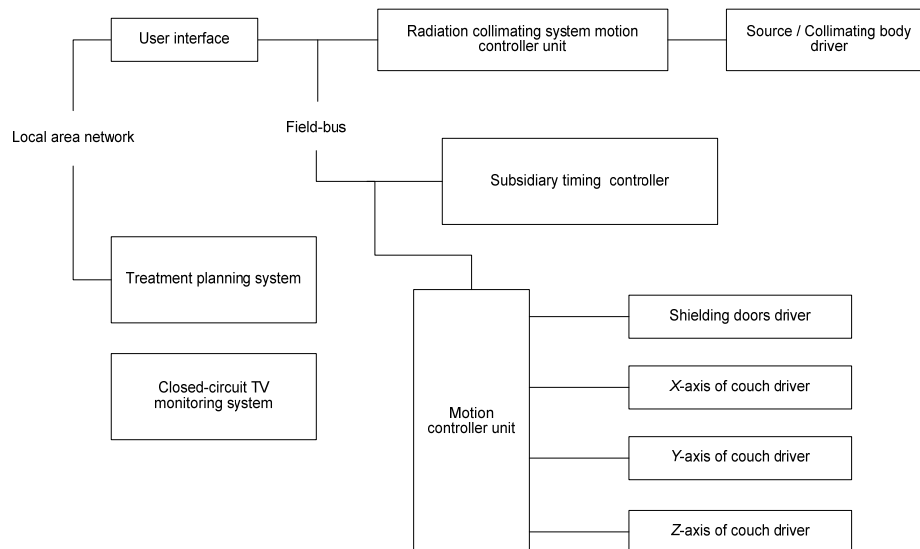 User interface
Radiation collimating system motion
controller unit
Source / Collimating body
driver
Local area network
Field-bus
Subsidiary timing controller
Treatment planning system
Shielding doors driver
X-axis of couch driver
Closed-circuit TV
monitoring system
Motion
controller unit
Y-axis of couch driver
Z-axis of couch driver